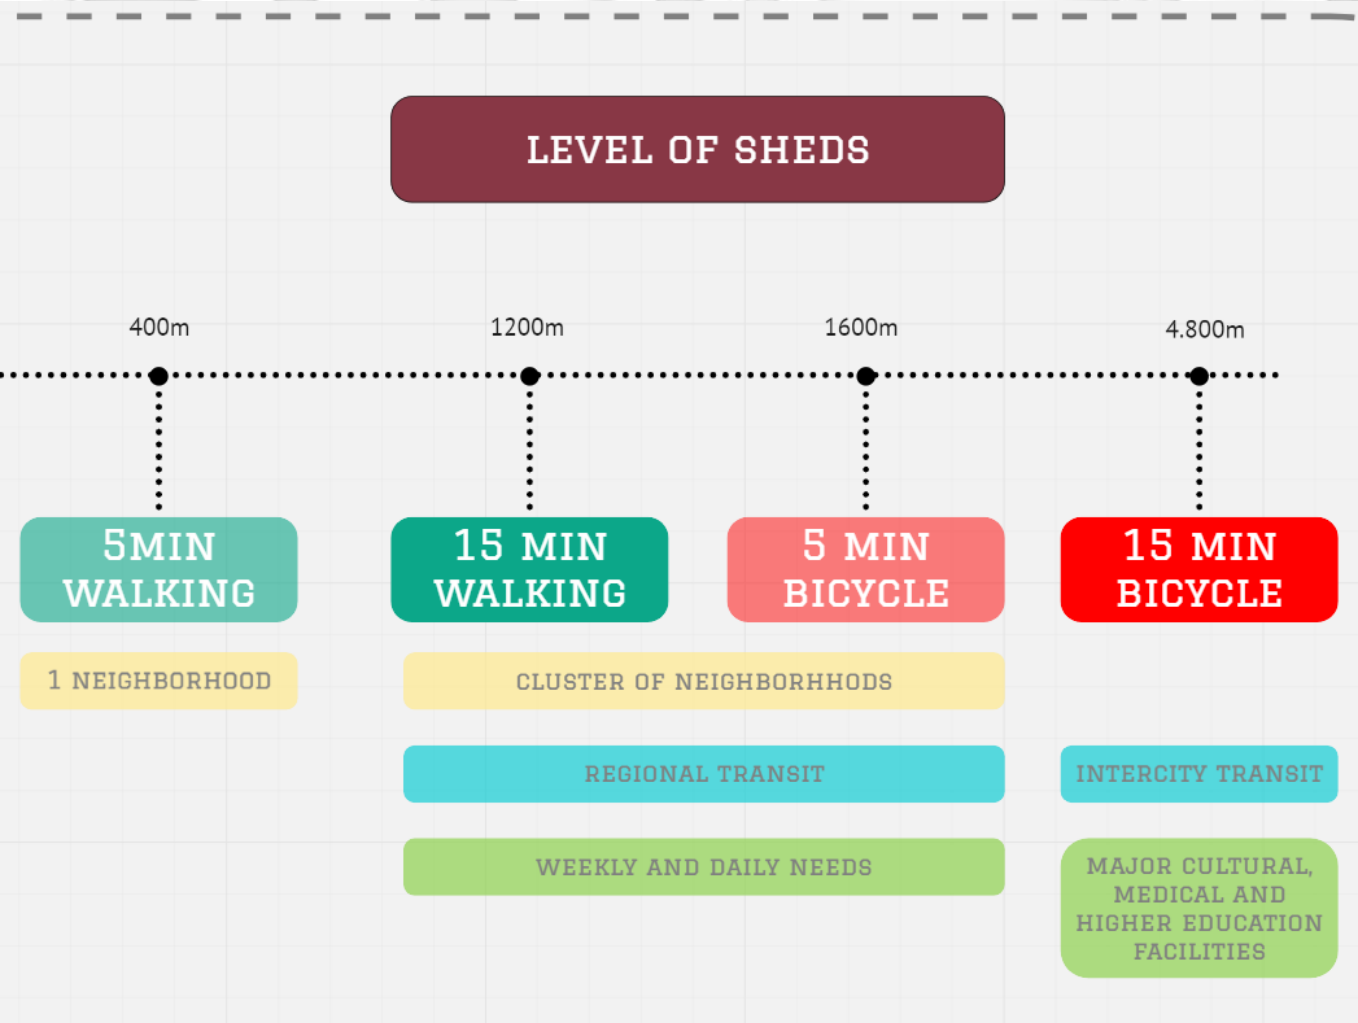 LEVEL OF SHEDS
400m
1200m
1600m
4.800m
5MIN
WALKING
15 MIN
WALKING
5 MIN
BICYCLE
15 MIN
BICYCLE
1 NEIGHBORHOOD
CLUSTER OF NEIGHBORHHODS
REGIONAL TRANSIT
INTERCITY TRANSIT
WEEKLY AND DAILY NEEDS
MAJOR CULTURAL,
MEDICAL AND
HIGHER EDUCATION
FACILITIES